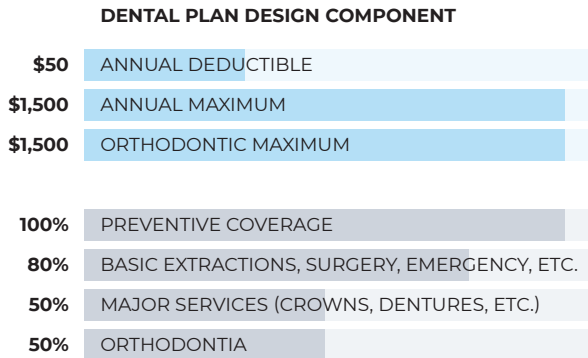 DENTAL PLAN DESIGN COMPONENT
$50 ANNUAL DEDUCTIBLE
$1,500 ANNUAL MAXIMUM
$1,500 ORTHODONTIC MAXIMUM
100% PREVENTIVE COVERAGE
80% BASIC EXTRACTIONS, SURGERY, EMERGENCY, ETC.
50% MAJOR SERVICES (CROWNS, DENTURES, ETC.)
50% ORTHODONTIA